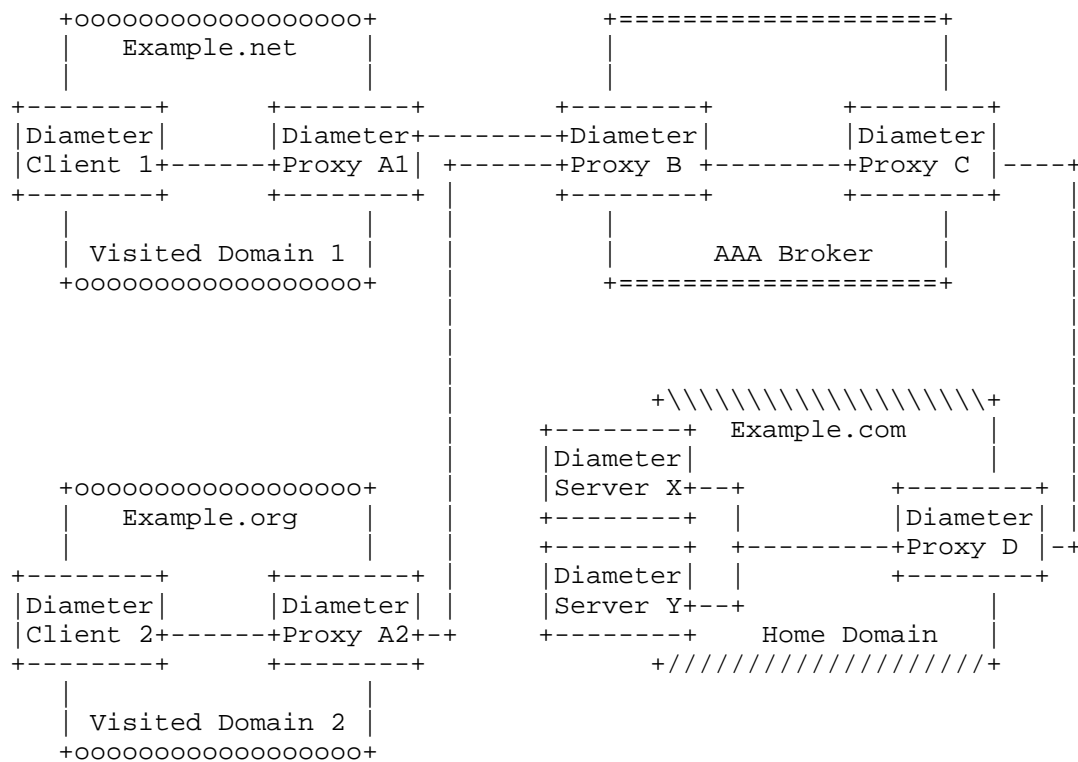 Example.net
Diameter Client 1
Diameter Proxy A1
Visited Domain 1
Diameter Proxy B
Diameter Proxy C
AAA Broker
Example.com
Diameter Server X
Diameter Server Y
Diameter Proxy D
Home Domain
Example.org
Diameter Client 2
Diameter Proxy A2
Visited Domain 2